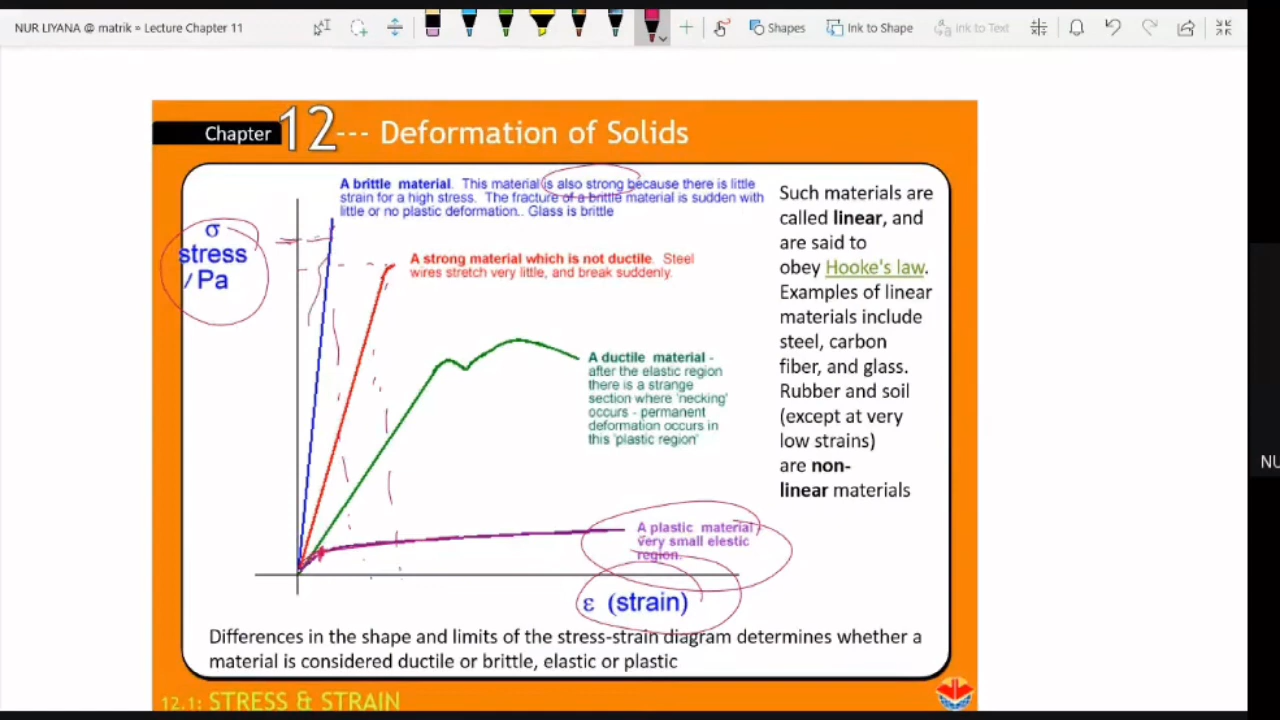 NUR LIYANA @ matrik » Lecture Chapter 11
Shapes
Ink to Shape
Ink to Text
Chapter 12--- Deformation of Solids
A brittle material. This material is also strong because there is little
strain for a high stress. The fracture of a brittle material is sudden with
little or no plastic deformation.. Glass is brittle
σ
stress
/Pa
A strong material which is not ductile. Steel
wires stretch very little, and break suddenly.
A ductile material -
after the elastic region
there is a strange
section where 'necking'
occurs - permanent
deformation occurs in
this 'plastic region'
A plastic material
very small elestic
region.
ε (strain)
Such materials are
called linear, and
are said to
obey Hooke's law.
Examples of linear
materials include
steel, carbon
fiber, and glass.
Rubber and soil
(except at very
low strains)
are non-
linear materials
NU
Differences in the shape and limits of the stress-strain diagram determines whether a
material is considered ductile or brittle, elastic or plastic
12.1: STRESS & STRAIN